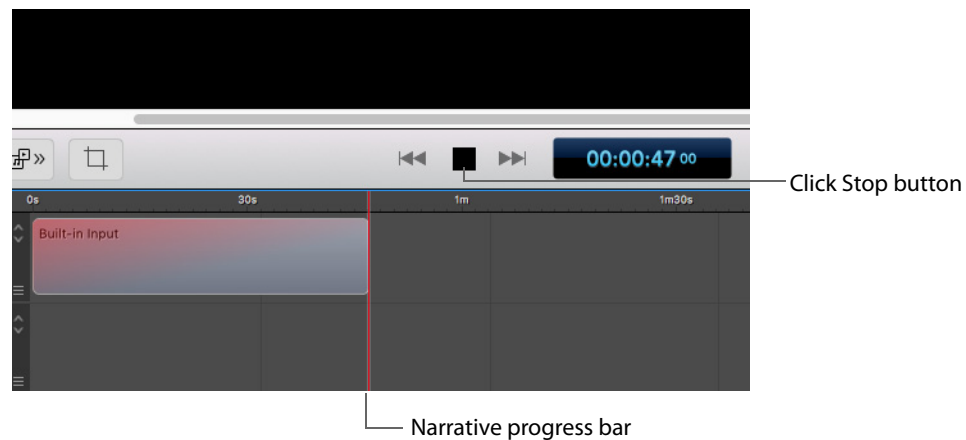 00:00:47 00
Click Stop button
0s 30s 1m 1m30s
Built-in Input
Narrative progress bar